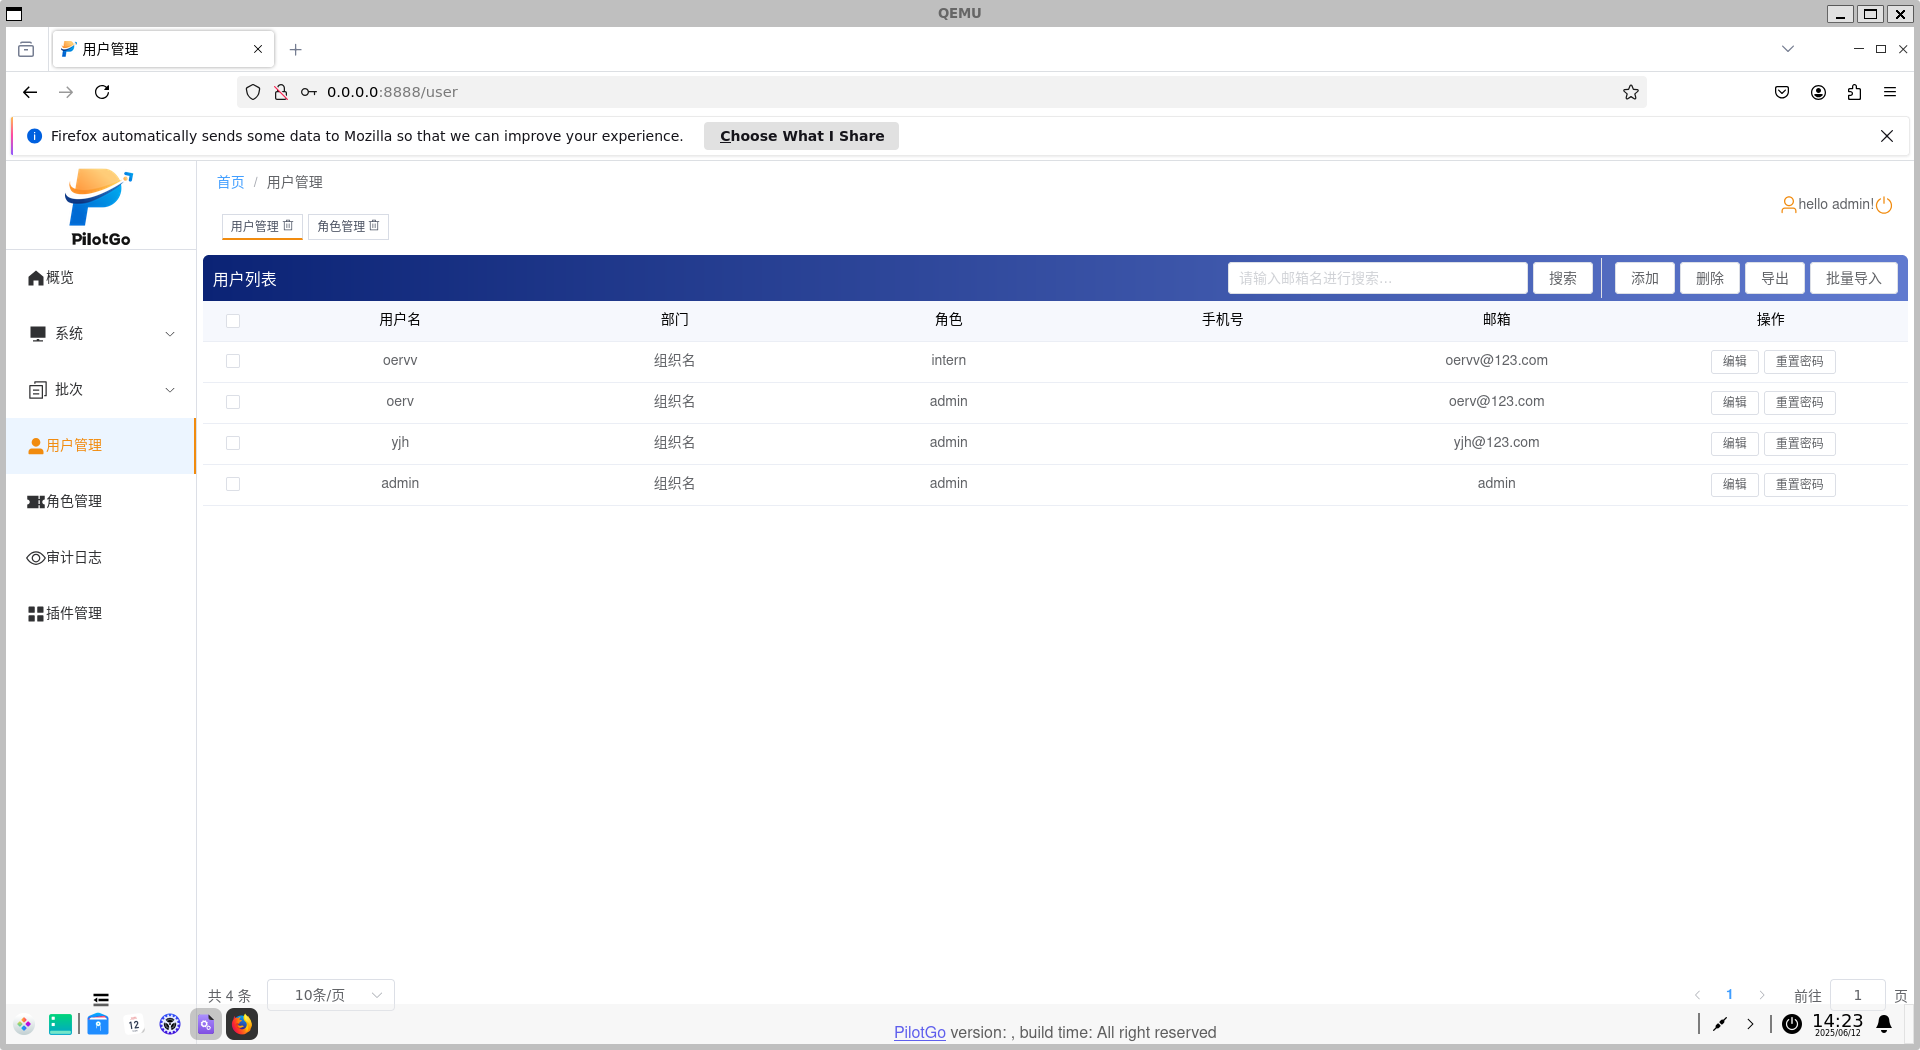 QEMU
用户管理
0.0.0.0:8888/user
Firefox automatically sends some data to Mozilla so that we can improve your experience. Choose What I Share
PilotGo
首页 / 用户管理
hello admin!
用户管理 角色管理
概览
系统
批次
用户管理
角色管理
审计日志
插件管理
用户列表 请输入邮箱名进行搜索... 搜索 添加 删除 导出 批量导入
用户名 部门 角色 手机号 邮箱 操作
oervv 组织名 intern oervv@123.com 编辑 重置密码
oerv 组织名 admin oerv@123.com 编辑 重置密码
yjh 组织名 admin yjh@123.com 编辑 重置密码
admin 组织名 admin admin 编辑 重置密码
共 4 条 10条/页 1 前往 1 页
12
PilotGo version: , build time: All right reserved
14:23
2025/06/12